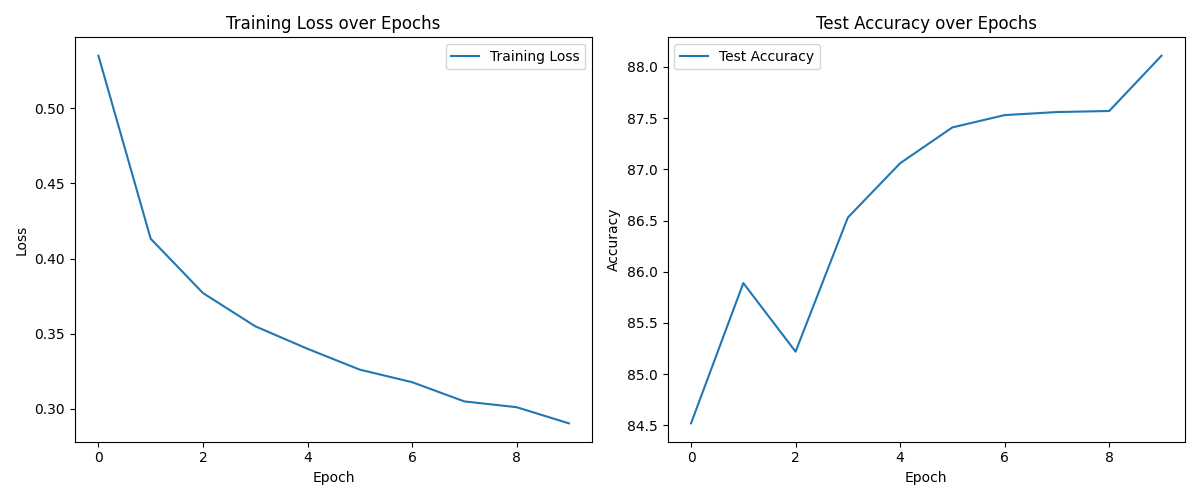 Training Loss over Epochs
Training Loss
0.50
0.45
0.40
0.35
0.30
Loss
0 2 4 6 8
Epoch
Test Accuracy over Epochs
Test Accuracy
88.0
87.5
87.0
86.5
86.0
85.5
85.0
84.5
Accuracy
0 2 4 6 8
Epoch